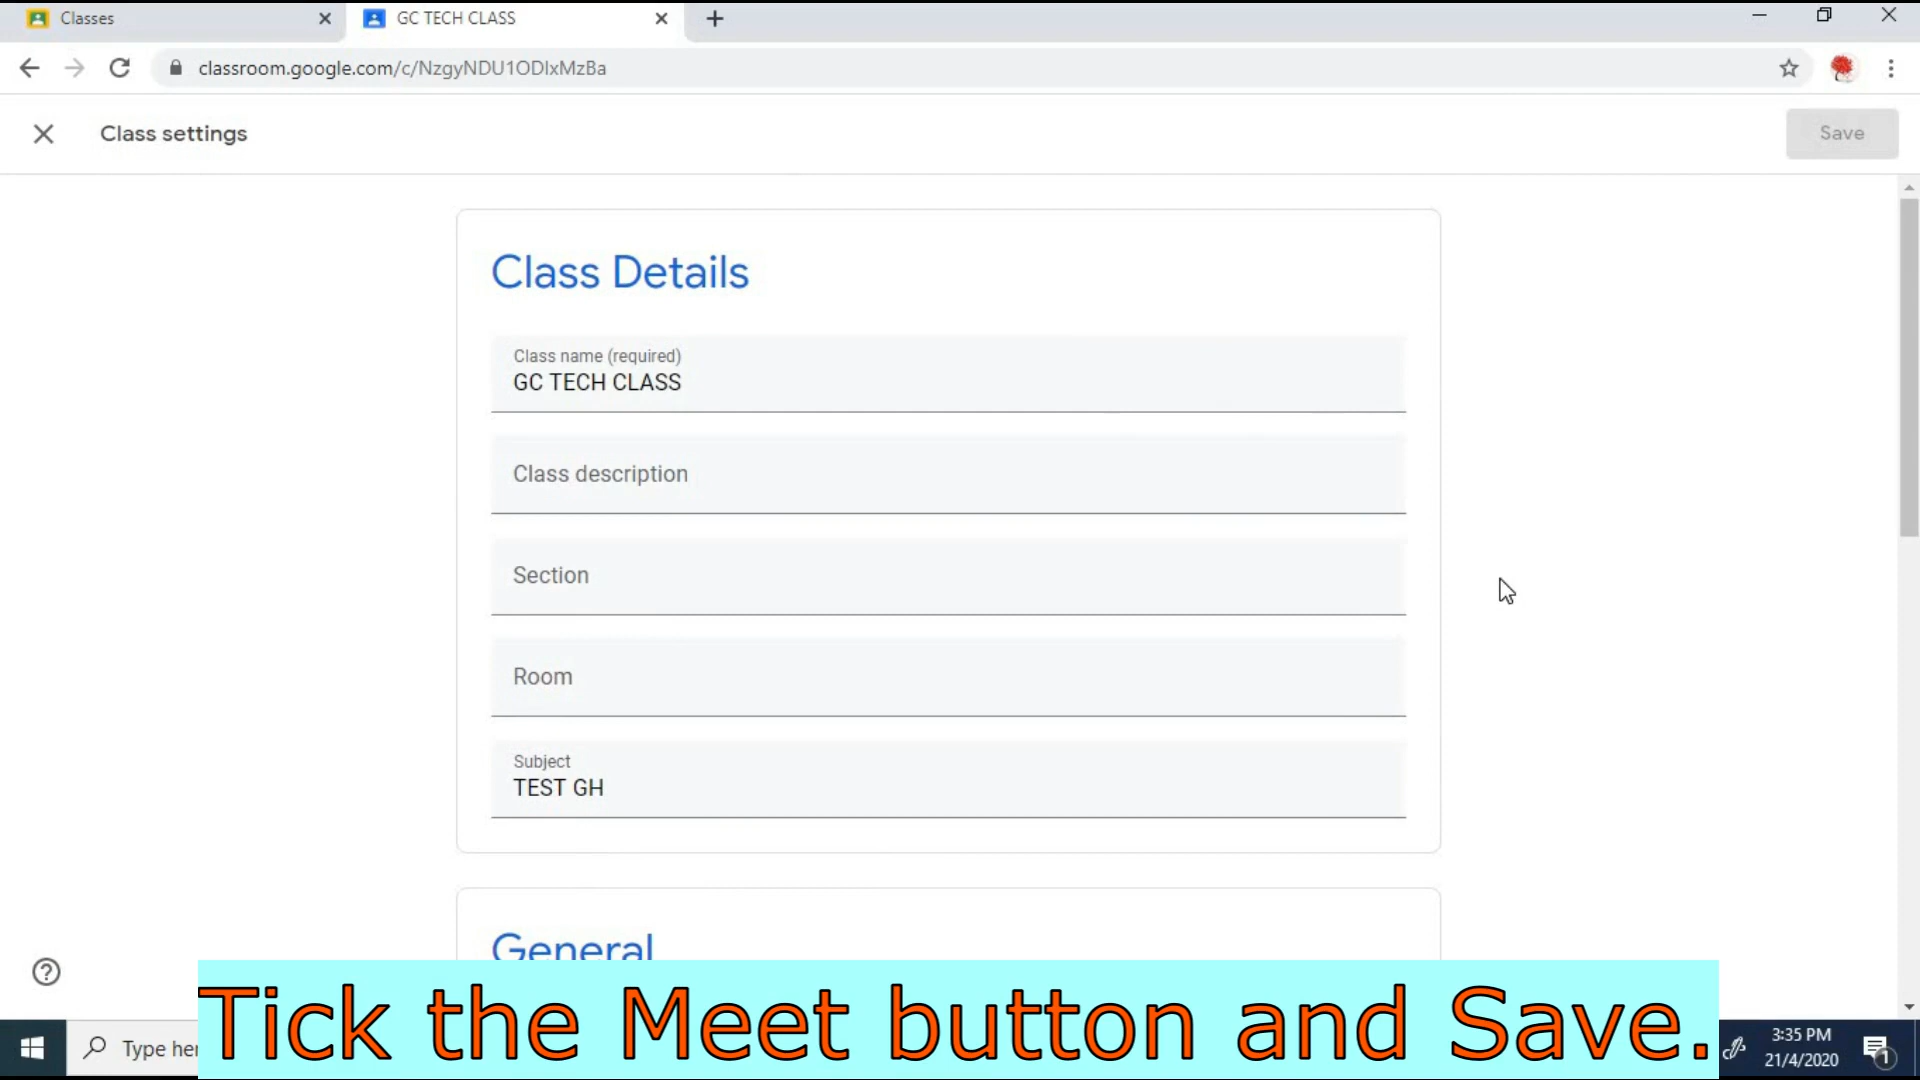 Classes
GC TECH CLASS
classroom.google.com/c/NzgyNDU1ODIxMzBa
Class settings
Save
Class Details
Class name (required)
GC TECH CLASS
Class description
Section
Room
Subject
TEST GH
General
Tick the Meet button and Save.
Type her
3:35 PM
21/4/2020
1